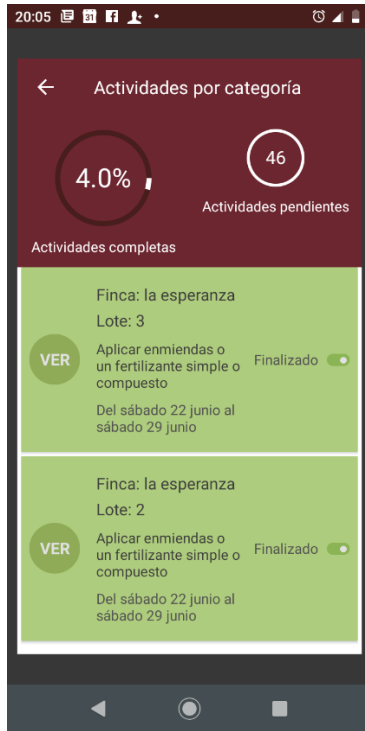 20:05
31
Actividades por categoría
4.0%
46
Actividades pendientes
Actividades completas
Finca: la esperanza
Lote: 3
VER
Aplicar enmiendas o
un fertilizante simple o
compuesto
Finalizado
Del sábado 22 junio al
sábado 29 junio
Finca: la esperanza
Lote: 2
VER
Aplicar enmiendas o
un fertilizante simple o
compuesto
Finalizado
Del sábado 22 junio al
sábado 29 junio